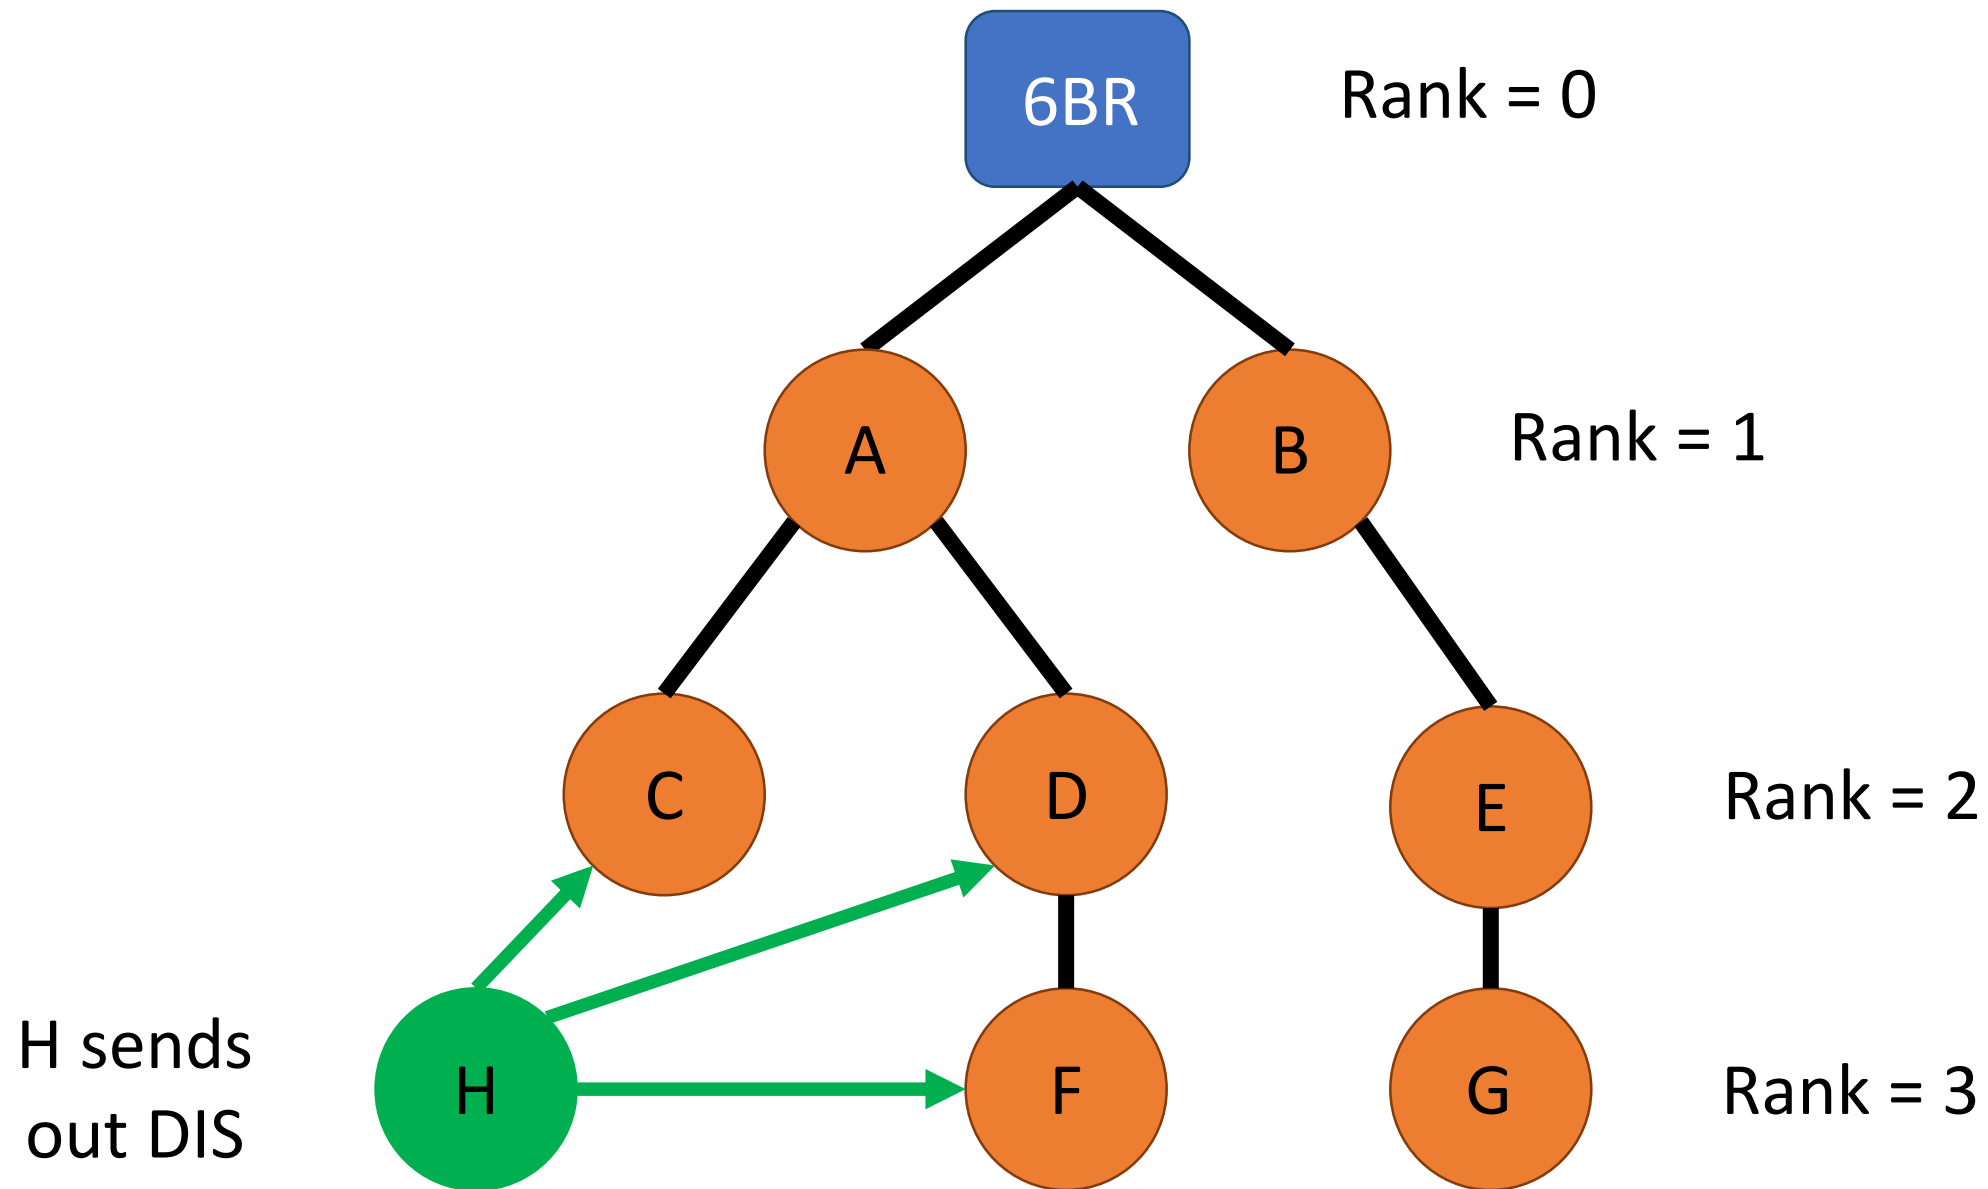 6BR
Rank = 0
A
B
Rank = 1
C
D
E
Rank = 2
H sends
out DIS
H
F
G
Rank = 3